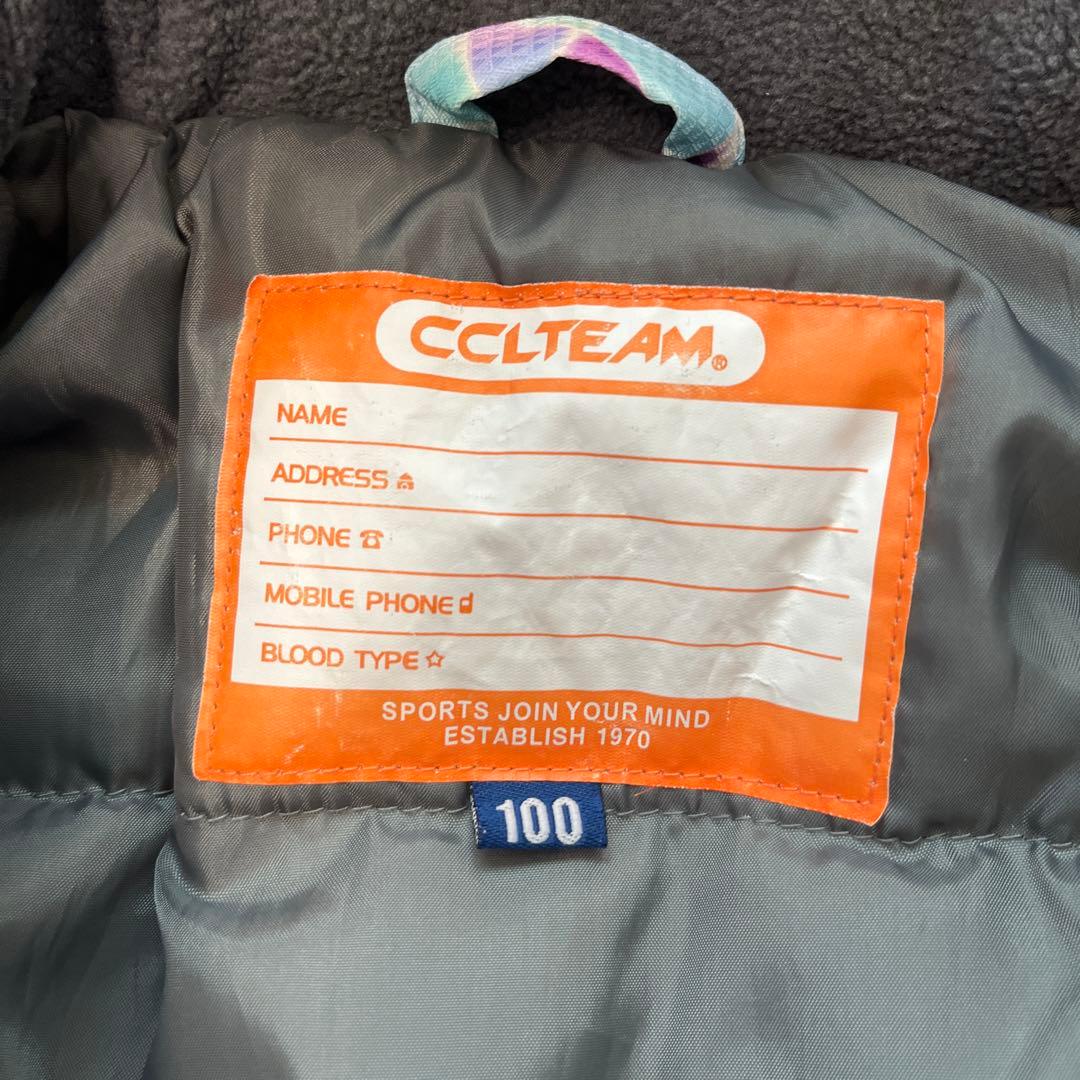 CCLTEAM®
NAME
ADDRESS
PHONE
MOBILE PHONE
BLOOD TYPE
SPORTS JOIN YOUR MIND
ESTABLISH 1970
100